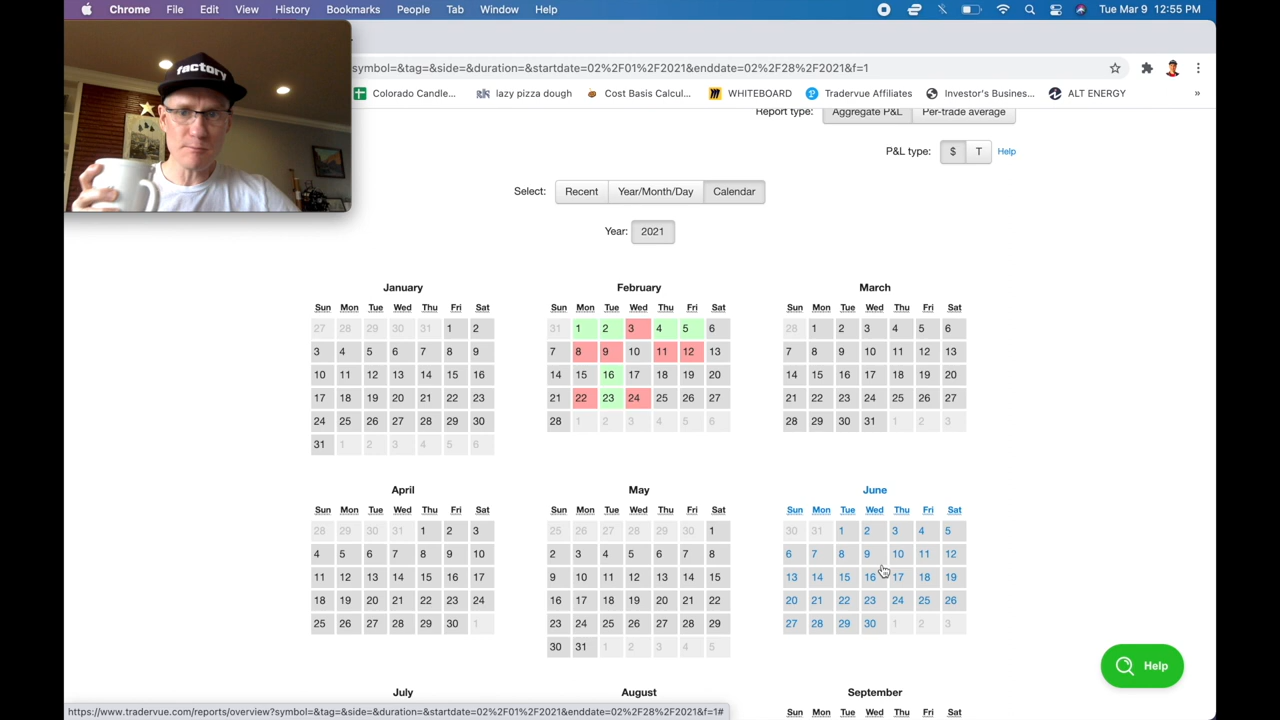 Chrome File Edit View History Bookmarks People Tab Window Help Tue Mar 9 12:55 PM
symbol=&tag=&side=&duration=&startdate=02%2F01%2F2021&enddate=02%2F28%2F2021&f=1
Colorado Candle... lazy pizza dough Cost Basis Calcul... WHITEBOARD Tradervue Affiliates Investor's Busines... ALT ENERGY »
factory
Report type: Aggregate P&L Per-trade average
P&L type: $ T Help
Select: Recent Year/Month/Day Calendar
Year: 2021
January February March
Sun Mon Tue Wed Thu Fri Sat Sun Mon Tue Wed Thu Fri Sat Sun Mon Tue Wed Thu Fri Sat
27 28 29 30 31 1 2 31 1 2 3 4 5 6 28 1 2 3 4 5 6
3 4 5 6 7 8 9 7 8 9 10 11 12 13 7 8 9 10 11 12 13
10 11 12 13 14 15 16 14 15 16 17 18 19 20 14 15 16 17 18 19 20
17 18 19 20 21 22 23 21 22 23 24 25 26 27 21 22 23 24 25 26 27
24 25 26 27 28 29 30 28 1 2 3 4 5 6 28 29 30 31 1 2 3
31 1 2 3 4 5 6
April May June
Sun Mon Tue Wed Thu Fri Sat Sun Mon Tue Wed Thu Fri Sat Sun Mon Tue Wed Thu Fri Sat
28 29 30 31 1 2 3 25 26 27 28 29 30 1 30 31 1 2 3 4 5
4 5 6 7 8 9 10 2 3 4 5 6 7 8 6 7 8 9 10 11 12
11 12 13 14 15 16 17 9 10 11 12 13 14 15 13 14 15 16 17 18 19
18 19 20 21 22 23 24 16 17 18 19 20 21 22 20 21 22 23 24 25 26
25 26 27 28 29 30 1 23 24 25 26 27 28 29 27 28 29 30 1 2 3
30 31 1 2 3 4 5
Help
July August September
Sun Mon Tue Wed Thu Fri Sat
https://www.tradervue.com/reports/overview?symbol=&tag=&side=&duration=&startdate=02%2F01%2F2021&enddate=02%2F28%2F2021&f=1#